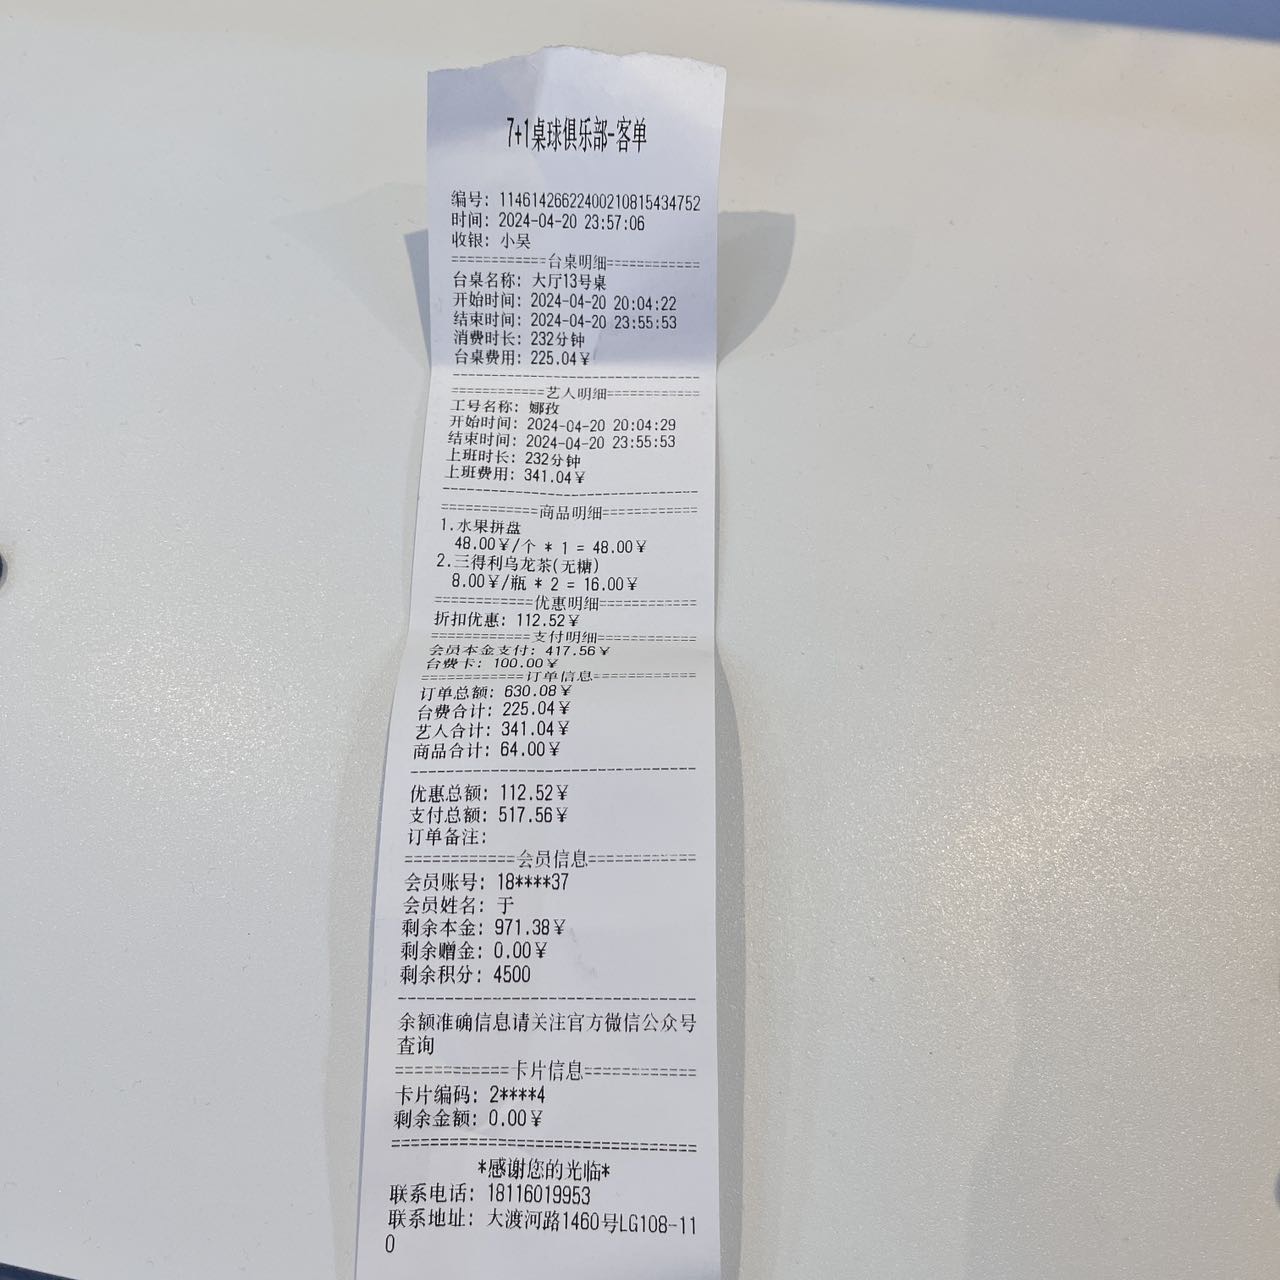 7+1桌球俱乐部-客单
编号: 11461426622400210815434752
时间: 2024-04-20 23:57:06
收银: 小吴
============台桌明细============
台桌名称: 大厅13号桌
开始时间: 2024-04-20 20:04:22
结束时间: 2024-04-20 23:55:53
消费时长: 232分钟
台桌费用: 225.04¥
--------------------------------
============艺人明细============
工号名称: 娜孜
开始时间: 2024-04-20 20:04:29
结束时间: 2024-04-20 23:55:53
上班时长: 232分钟
上班费用: 341.04¥
--------------------------------
============商品明细============
1.水果拼盘
48.00¥/个 * 1 = 48.00¥
2.三得利乌龙茶(无糖)
8.00¥/瓶 * 2 = 16.00¥
============优惠明细============
折扣优惠: 112.52¥
============支付明细============
会员本金支付: 417.56¥
台费卡: 100.00¥
============订单信息============
订单总额: 630.08¥
台费合计: 225.04¥
艺人合计: 341.04¥
商品合计: 64.00¥
--------------------------------
优惠总额: 112.52¥
支付总额: 517.56¥
订单备注:
============会员信息============
会员账号: 18****37
会员姓名: 于
剩余本金: 971.38¥
剩余赠金: 0.00¥
剩余积分: 4500
--------------------------------
余额准确信息请关注官方微信公众号
查询
============卡片信息============
卡片编码: 2****4
剩余金额: 0.00¥
================================
*感谢您的光临*
联系电话: 18116019953
联系地址: 大渡河路1460号LG108-11
0